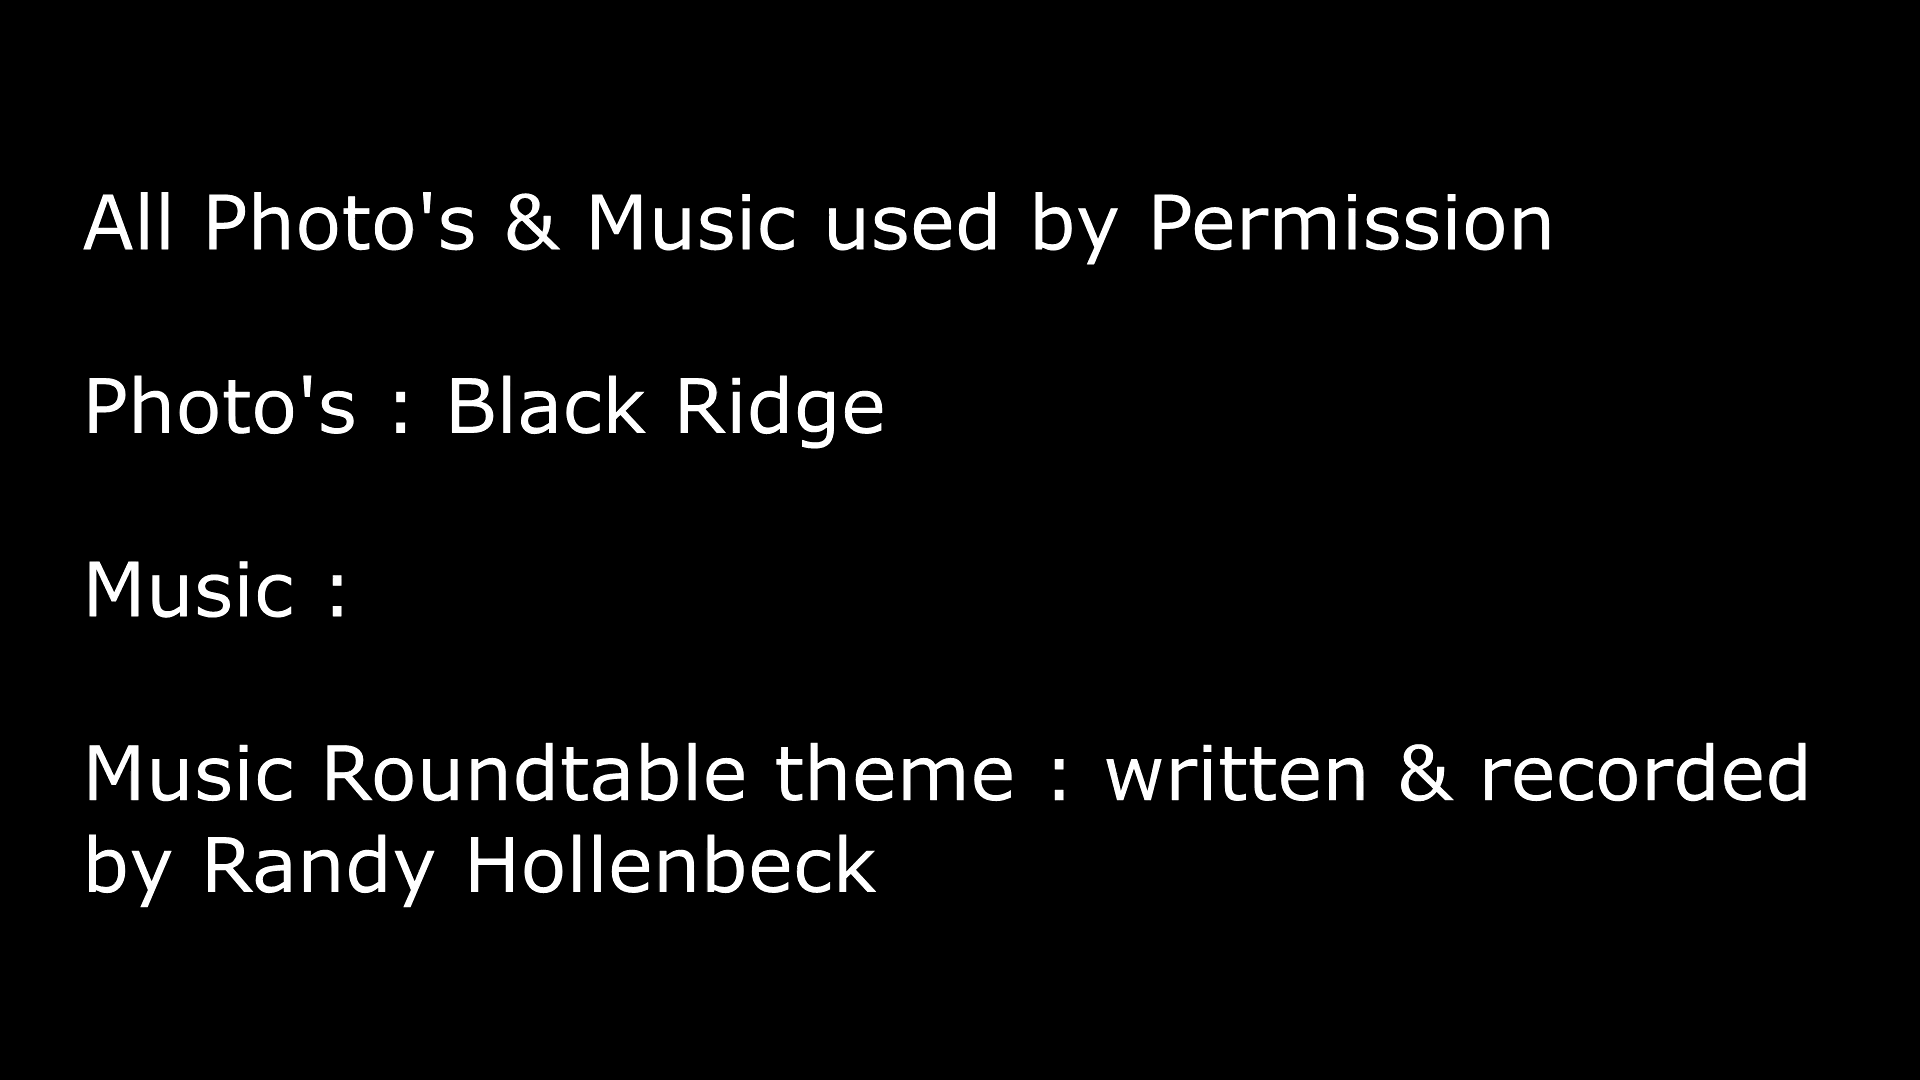 All Photo's & Music used by Permission
Photo's : Black Ridge
Music :
Music Roundtable theme : written & recorded
by Randy Hollenbeck